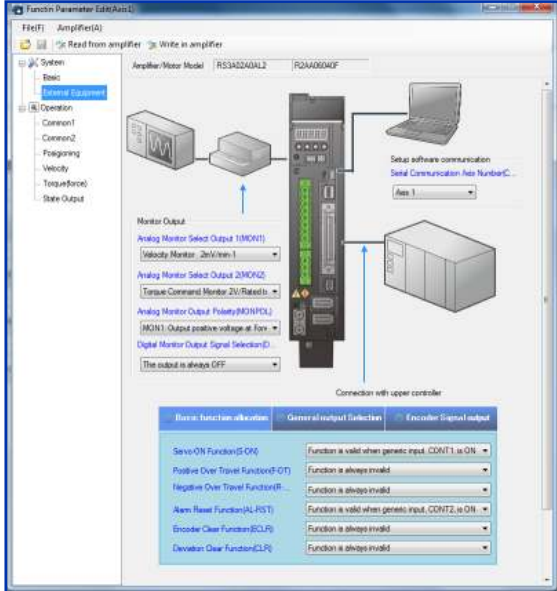 Functin Parameter Edit(Axis1)
File(F) Amplifier(A)
Read from amplifier Write in amplifier
System
Basic
External Equipment
Operation
Common1
Common2
Posigioning
Velocity
Torque(force)
State Output
Amplifier/Motor Model RS3A02A0AL2 R2AA06040F
Setup software communication
Serial Communication Axis Number(C...
Axis 1
Monitor Output
Analog Monitor Select Output 1(MON1)
Velocity Monitor 2mV/min-1
Analog Monitor Select Output 2(MON2)
Torque Command Monitor 2V/Rated to
Analog Monitor Output Polarity(MONPOL)
MON1: Output positive voltage at Forv
Digital Monitor Output Signal Selection(D...
The output is always OFF
Connection with upper controller
Basic function allocation General output Selection Encoder Signal output
Servo-ON Function(S-ON) Function is valid when generic input, CONT1, is ON
Positive Over Travel Function(F-OT) Function is always invalid
Negative Over Travel Function(R-... Function is always invalid
Alarm Reset Function(AL-RST) Function is valid when generic input, CONT2, is ON
Encoder Clear Function(ECLR) Function is always invalid
Deviation Clear Function(CLR) Function is always invalid